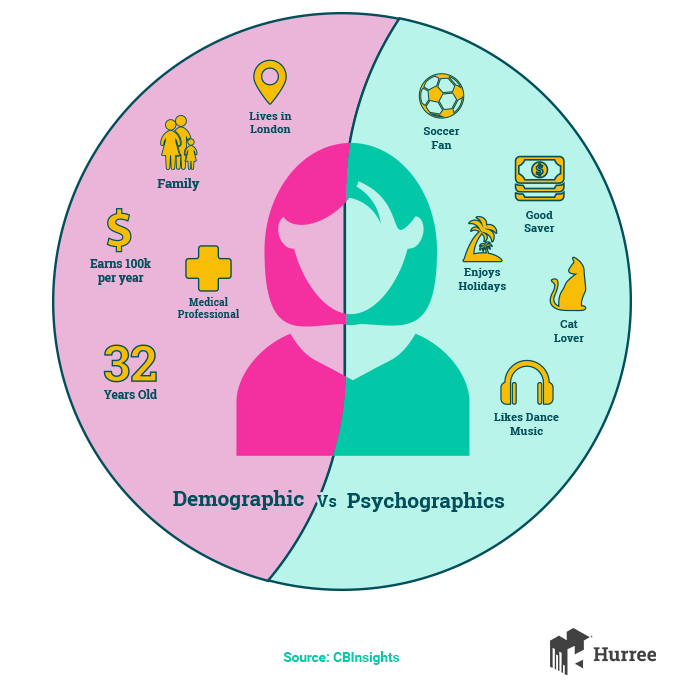 Lives in
London
Family
$
Earns 100k
per year
Medical
Professional
32
Years Old
Soccer
Fan
$
Good
Saver
Enjoys
Holidays
Cat
Lover
Likes Dance
Music
Demographic Vs Psychographics
Source: CBInsights
Hurree